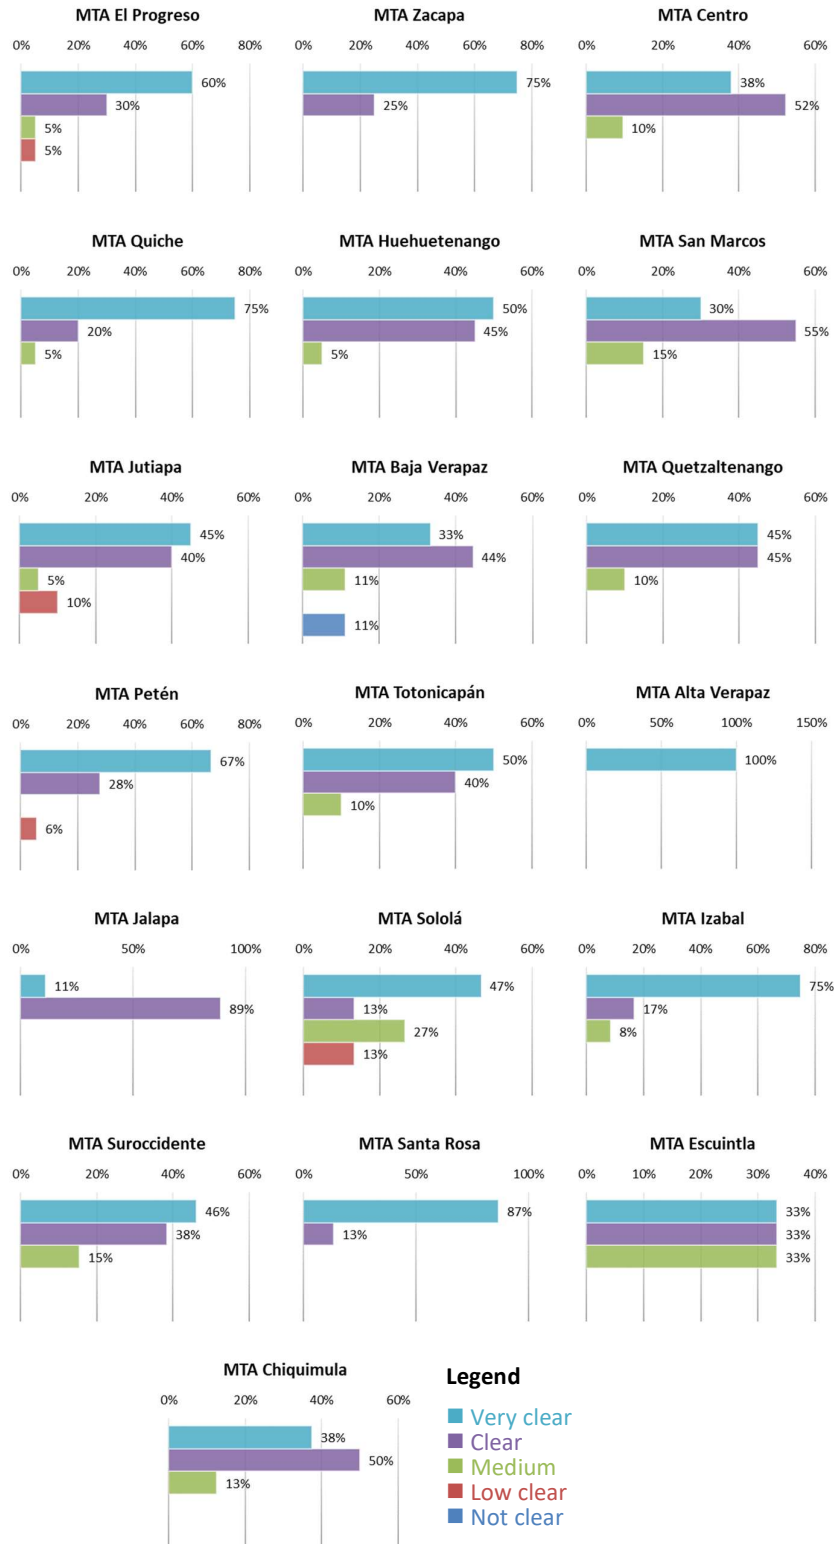 MTA El Progreso
0% 20% 40% 60% 80%
60%
30%
5%
5%
MTA Zacapa
0% 20% 40% 60% 80%
75%
25%
MTA Centro
0% 20% 40% 60%
38%
52%
10%
MTA Quiche
0% 20% 40% 60% 80%
75%
20%
5%
MTA Huehuetenango
0% 20% 40% 60%
50%
45%
5%
MTA San Marcos
0% 20% 40% 60%
30%
55%
15%
MTA Jutiapa
0% 20% 40% 60%
45%
40%
5%
10%
MTA Baja Verapaz
0% 20% 40% 60%
33%
44%
11%
11%
MTA Quetzaltenango
0% 20% 40% 60%
45%
45%
10%
MTA Petén
0% 20% 40% 60% 80%
67%
28%
6%
MTA Totonicapán
0% 20% 40% 60%
50%
40%
10%
MTA Alta Verapaz
0% 50% 100% 150%
100%
MTA Jalapa
0% 50% 100%
11%
89%
MTA Sololá
0% 20% 40% 60%
47%
13%
27%
13%
MTA Izabal
0% 20% 40% 60% 80%
75%
17%
8%
MTA Suroccidente
0% 20% 40% 60%
46%
38%
15%
MTA Santa Rosa
0% 50% 100%
87%
13%
MTA Escuintla
0% 10% 20% 30% 40%
33%
33%
33%
MTA Chiquimula
0% 20% 40% 60%
38%
50%
13%
Legend
Very clear
Clear
Medium
Low clear
Not clear